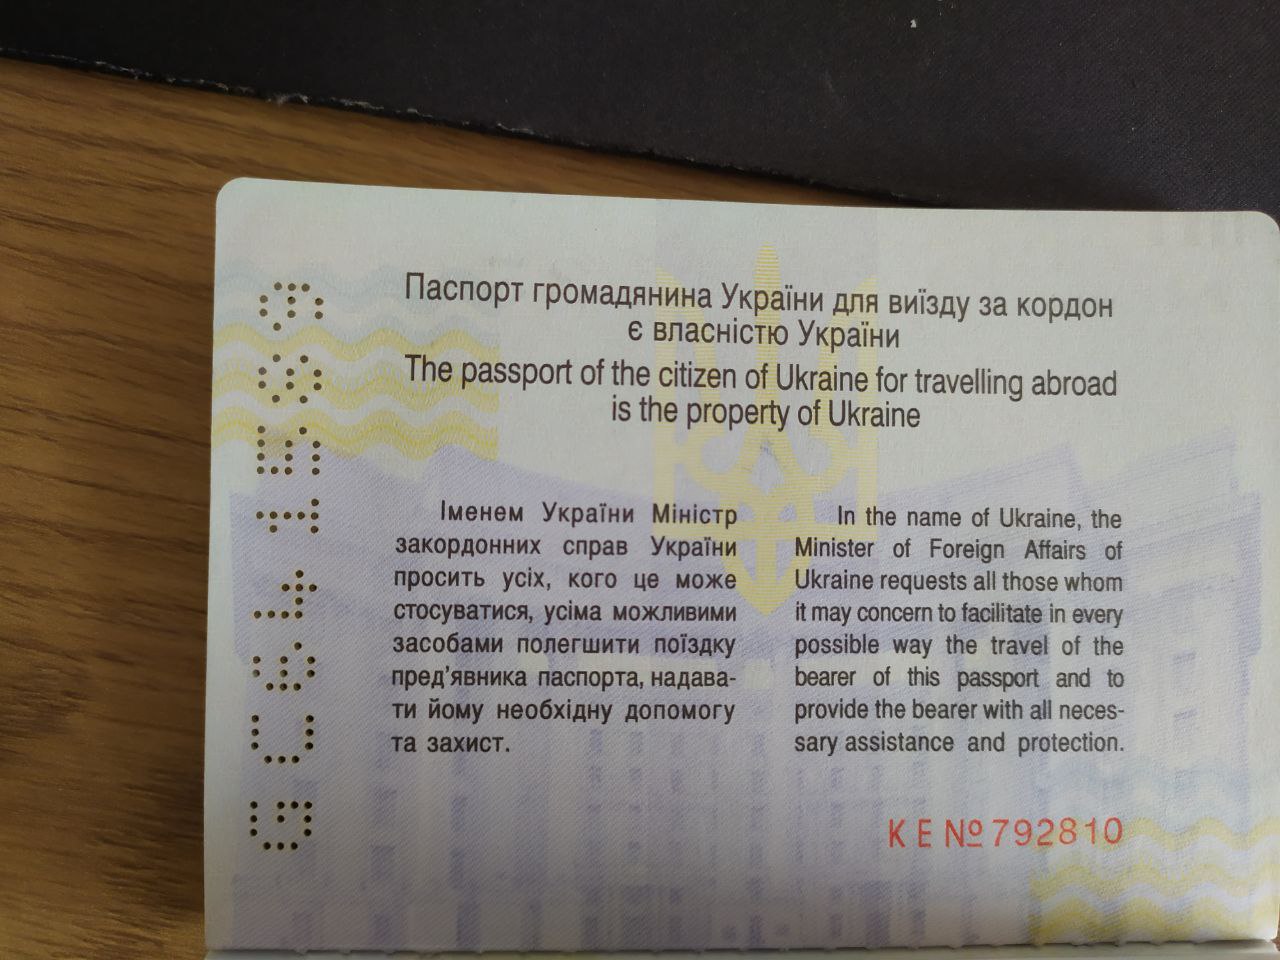 Паспорт громадянина України для виїзду за кордон
є власністю України
The passport of the citizen of Ukraine for travelling abroad
is the property of Ukraine
Іменем України Міністр
закордонних справ України
просить усіх, кого це може
стосуватися, усіма можливими
засобами полегшити поїздку
пред’явника паспорта, надава-
ти йому необхідну допомогу
та захист.
In the name of Ukraine, the
Minister of Foreign Affairs of
Ukraine requests all those whom
it may concern to facilitate in every
possible way the travel of the
bearer of this passport and to
provide the bearer with all neces-
sary assistance and protection.
КЕ №792810